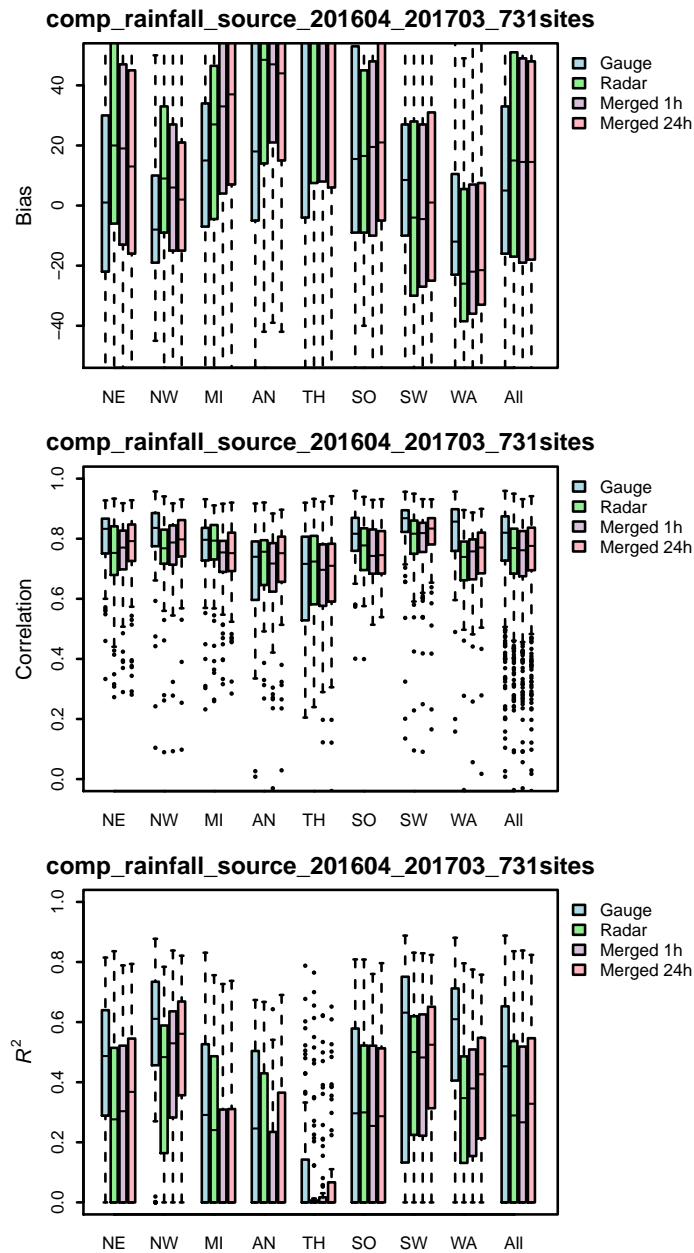 comp_rainfall_source_201604_201703_731sites
Gauge
Radar
Merged 1h
Merged 24h
Bias
40
20
0
−20
−40
NE NW MI AN TH SO SW WA All
comp_rainfall_source_201604_201703_731sites
Gauge
Radar
Merged 1h
Merged 24h
Correlation
1.0
0.8
0.6
0.4
0.2
0.0
NE NW MI AN TH SO SW WA All
comp_rainfall_source_201604_201703_731sites
Gauge
Radar
Merged 1h
Merged 24h
R²
1.0
0.8
0.6
0.4
0.2
0.0
NE NW MI AN TH SO SW WA All